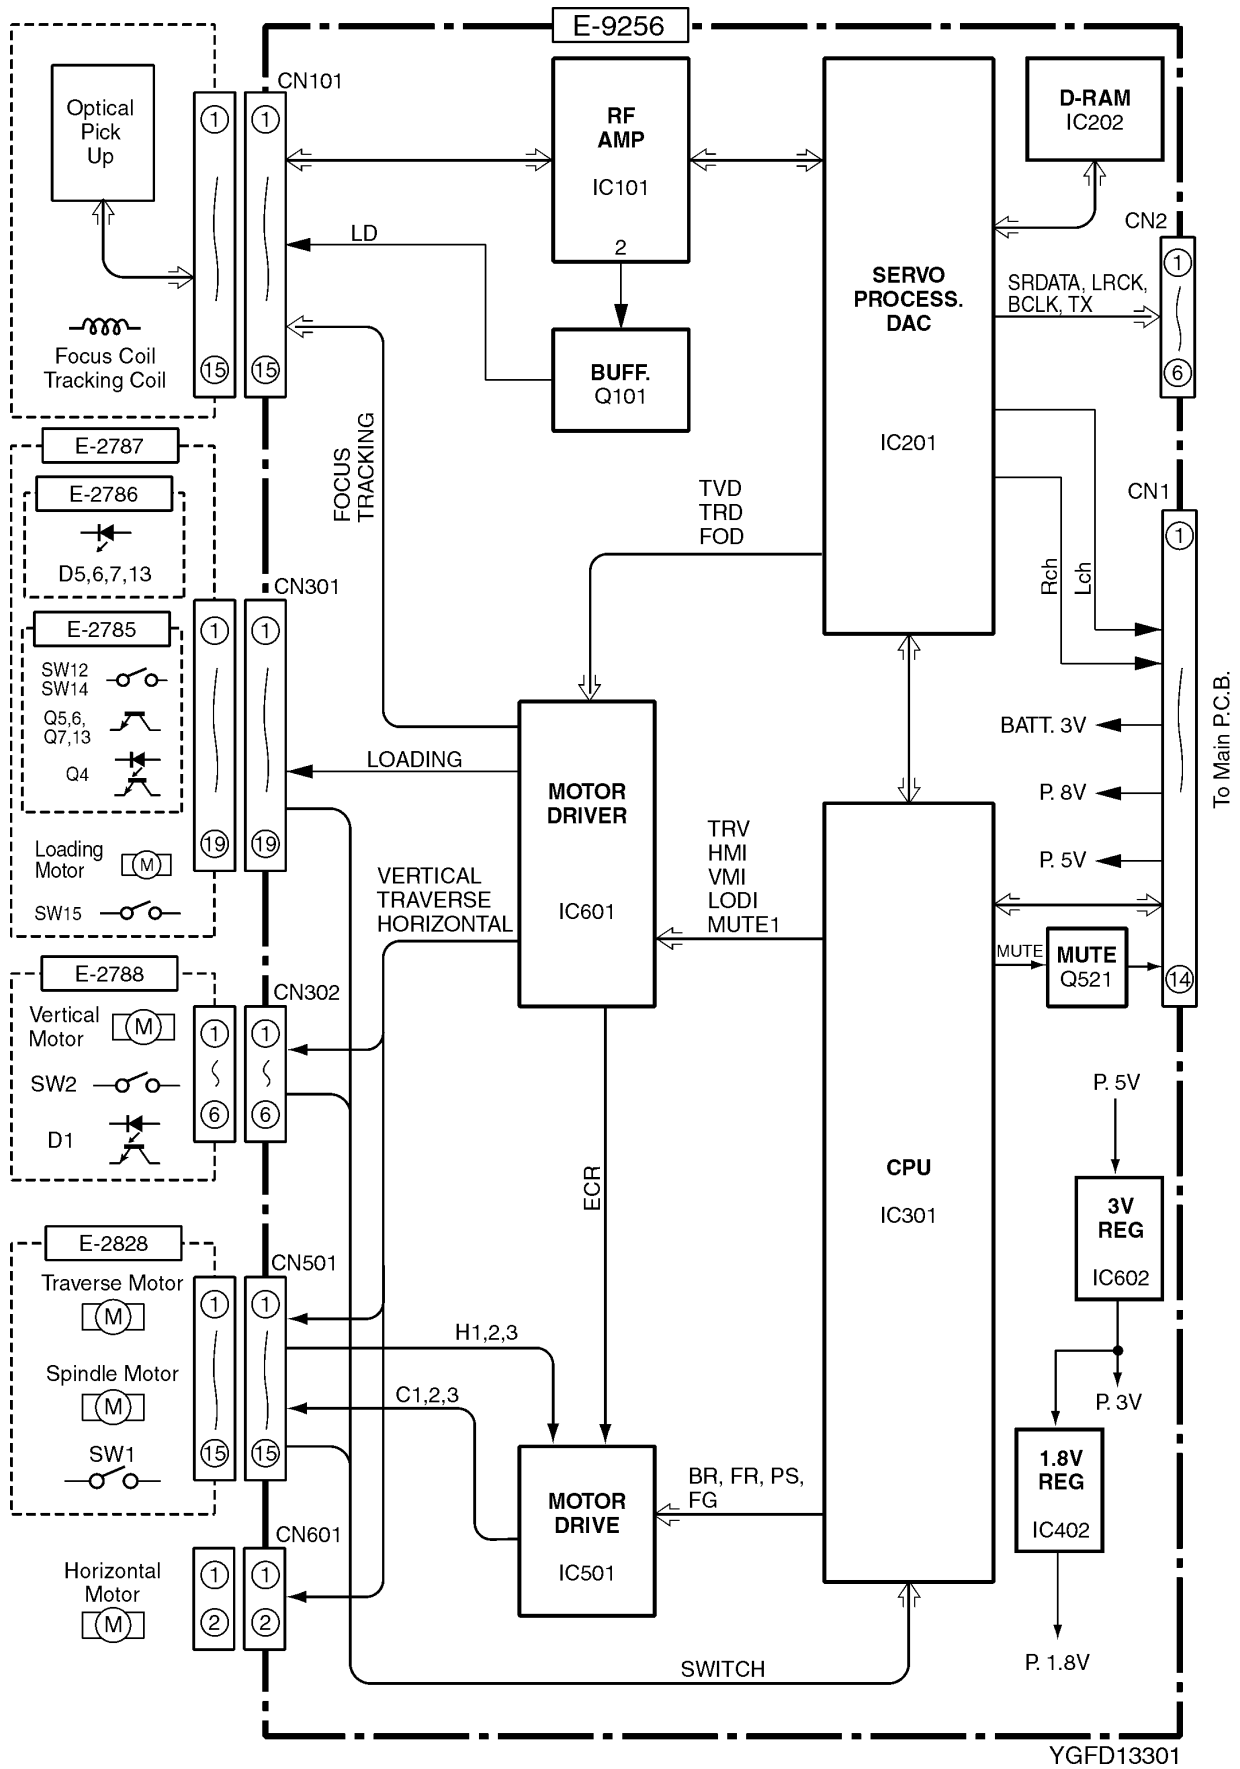 E-9256
Optical
Pick
Up
Focus Coil
Tracking Coil
1
15
CN101
1
15
LD
FOCUS
TRACKING
RF
AMP
IC101
2
BUFF.
Q101
SERVO
PROCESS.
DAC
IC201
D-RAM
IC202
CN2
1
6
SRDATA, LRCK,
BCLK, TX
Rch
Lch
CN1
1
14
To Main P.C.B.
TVD
TRD
FOD
E-2787
E-2786
D5,6,7,13
E-2785
SW12
SW14
Q5,6,
Q7,13
Q4
Loading
Motor
M
SW15
1
19
CN301
1
19
LOADING
MOTOR
DRIVER
IC601
VERTICAL
TRAVERSE
HORIZONTAL
TRV
HMI
VMI
LODI
MUTE1
BATT. 3V
P. 8V
P. 5V
MUTE
MUTE
Q521
E-2788
Vertical
Motor
M
SW2
D1
1
6
CN302
1
6
ECR
CPU
IC301
P. 5V
3V
REG
IC602
P. 3V
1.8V
REG
IC402
P. 1.8V
E-2828
Traverse Motor
M
Spindle Motor
M
SW1
1
15
CN501
1
15
H1,2,3
C1,2,3
MOTOR
DRIVE
IC501
BR, FR, PS,
FG
Horizontal
Motor
M
1
2
CN601
1
2
SWITCH
YGFD13301